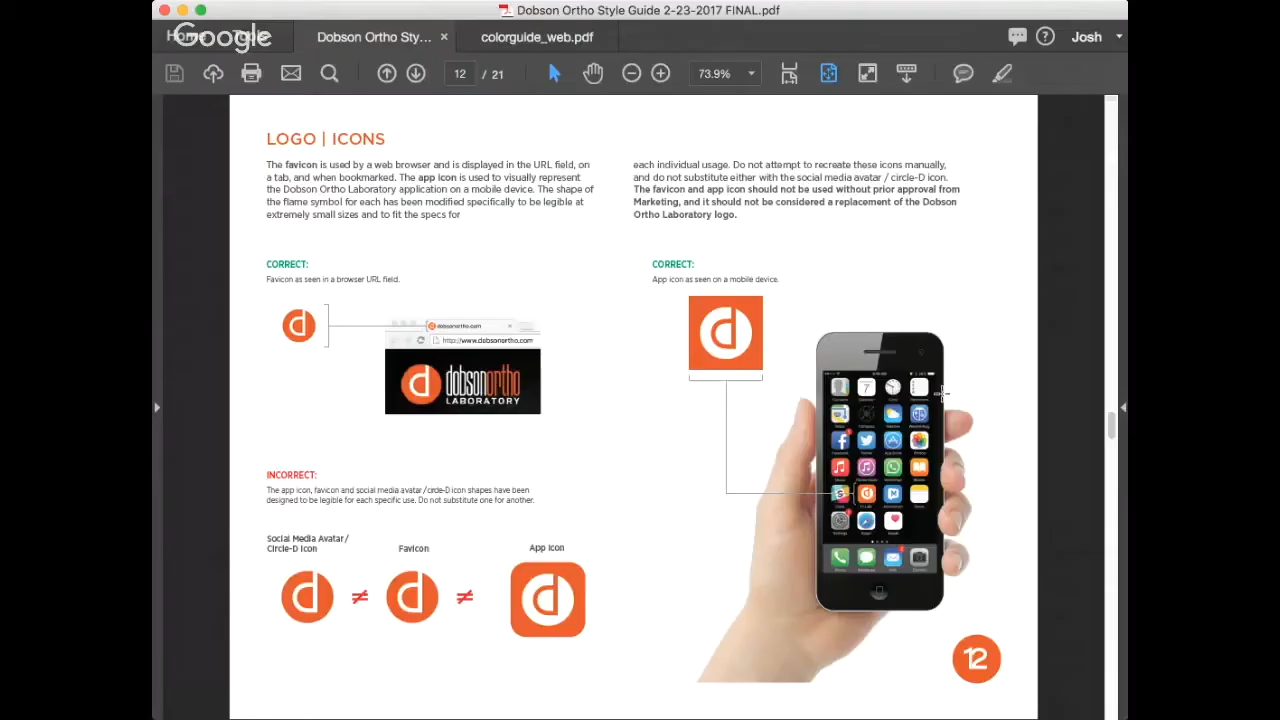 Dobson Ortho Style Guide 2-23-2017 FINAL.pdf
Google
Dobson Ortho Sty...
colorguide_web.pdf
Josh
12 / 21
73.9%
LOGO | ICONS
The favicon is used by a web browser and is displayed in the URL field, on
a tab, and when bookmarked. The app icon is used to visually represent
the Dobson Ortho Laboratory application on a mobile device. The shape of
the flame symbol for each has been modified specifically to be legible at
extremely small sizes and to fit the specs for
each individual usage. Do not attempt to recreate these icons manually,
and do not substitute either with the social media avatar / circle-D icon.
The favicon and app icon should not be used without prior approval from
Marketing, and it should not be considered a replacement of the Dobson
Ortho Laboratory logo.
CORRECT:
Favicon as seen in a browser URL field.
dobsonortho.com
http://www.dobsonortho.com
dobsonortho
LABORATORY
CORRECT:
App icon as seen on a mobile device.
INCORRECT:
The app icon, favicon and social media avatar/circle-D icon shapes have been
designed to be legible for each specific use. Do not substitute one for another.
Social Media Avatar/
Circle-D Icon
Favicon
App Icon
≠ ≠
12